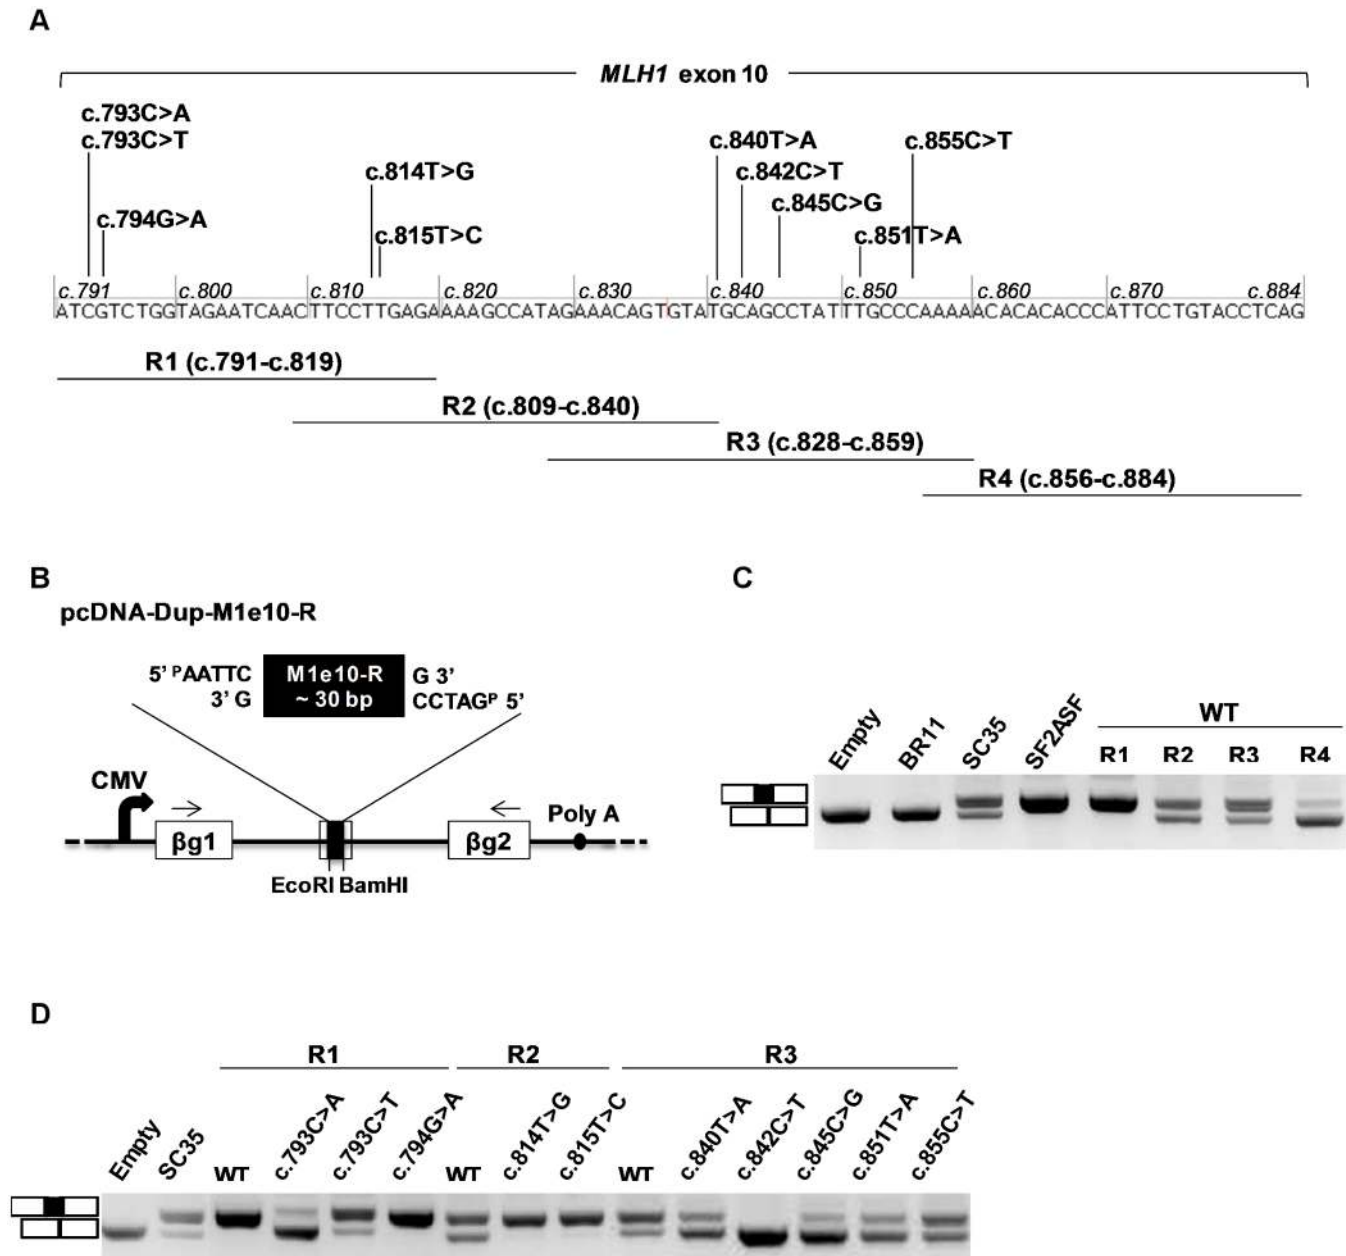 A
MLH1 exon 10
c.793C>A
c.793C>T
c.840T>A
c.855C>T
c.814T>G
c.842C>T
c.845C>G
c.794G>A
c.815T>C
c.851T>A
c.791 c.800 c.810 c.820 c.830 c.840 c.850 c.860 c.870 c.884
ATCGTCTGGTAGAATCAACTTCCTTGAGAAAAGCCATAGAAACAGTGTATGCAGCCTATTTGCCCAAAAACACACACCCATTCCTGTACCTCAG
R1 (c.791-c.819)
R2 (c.809-c.840)
R3 (c.828-c.859)
R4 (c.856-c.884)
B
pcDNA-Dup-M1e10-R
5' PAATTC M1e10-R G 3'
3' G ~ 30 bp CCTAGP 5'
CMV
Poly A
βg1 βg2
EcoRI BamHI
C
Empty BR11 SC35 SF2ASF WT
R1 R2 R3 R4
D
R1 R2 R3
Empty SC35 WT c.793C>A c.793C>T c.794G>A WT c.814T>G c.815T>C WT c.840T>A c.842C>T c.845C>G c.851T>A c.855C>T